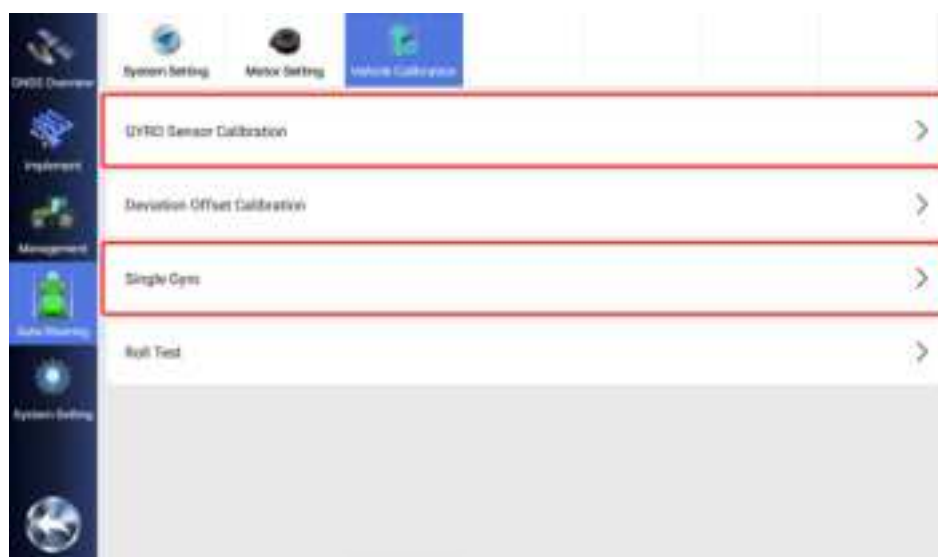 GNSS Overview
Implement
Management
Auto Steering
System Setting
System Setting
Motor Setting
Vehicle Calibration
GYRO Sensor Calibration
Deviation Offset Calibration
Single Gyro
Roll Test